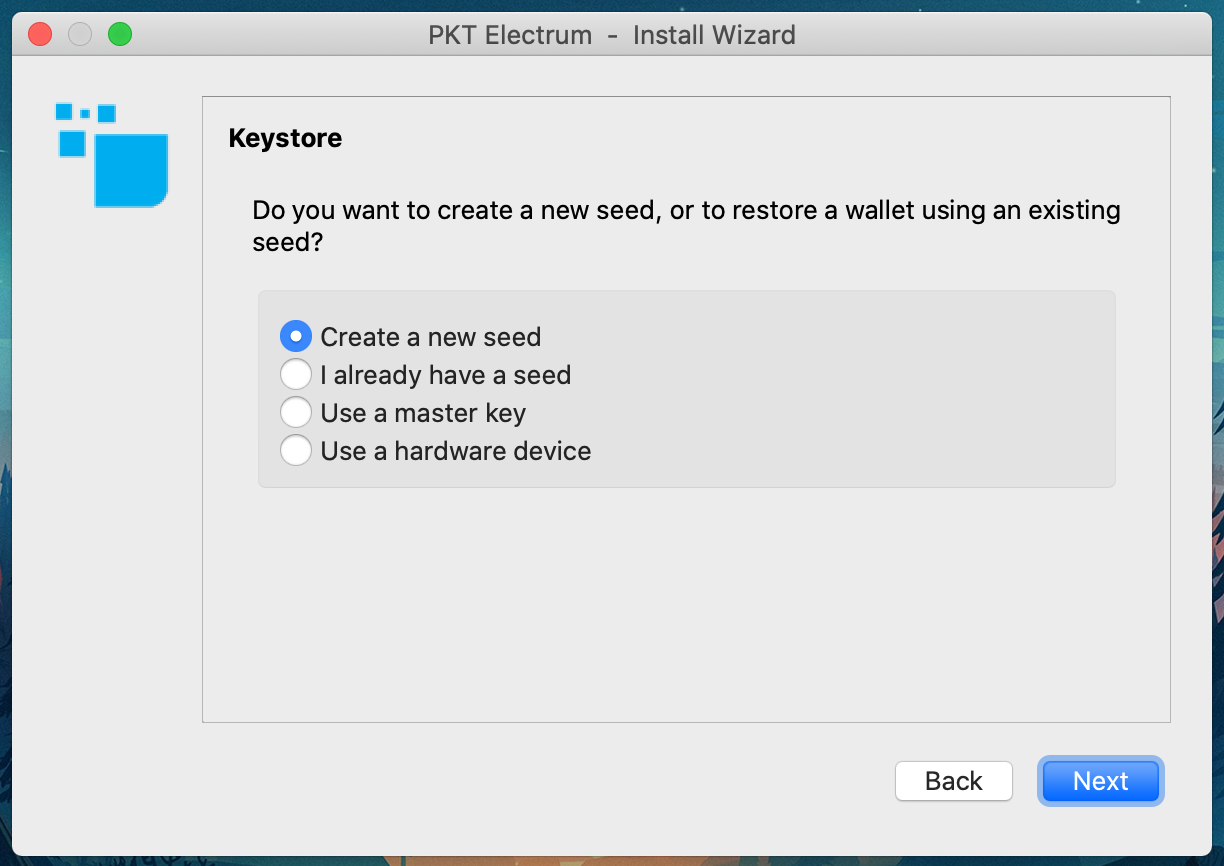 PKT Electrum - Install Wizard
Keystore
Do you want to create a new seed, or to restore a wallet using an existing
seed?
Create a new seed
I already have a seed
Use a master key
Use a hardware device
Back
Next